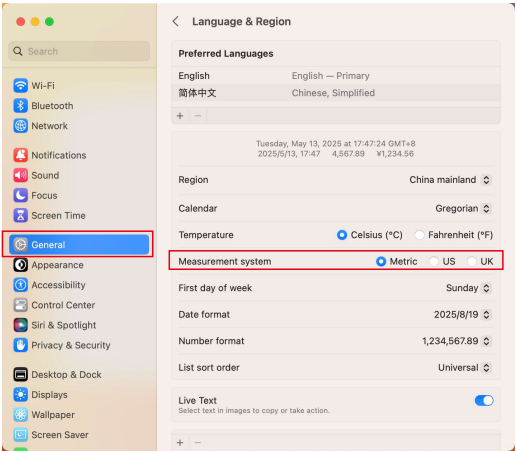 Language & Region
Search
Wi-Fi
Bluetooth
Network
Notifications
Sound
Focus
Screen Time
General
Appearance
Accessibility
Control Center
Siri & Spotlight
Privacy & Security
Desktop & Dock
Displays
Wallpaper
Screen Saver
Preferred Languages
English English — Primary
简体中文 Chinese, Simplified
+ −
Tuesday, May 13, 2025 at 17:47:24 GMT+8
2025/5/13, 17:47 4,567.89 ¥1,234.56
Region China mainland
Calendar Gregorian
Temperature Celsius (°C) Fahrenheit (°F)
Measurement system Metric US UK
First day of week Sunday
Date format 2025/8/19
Number format 1,234,567.89
List sort order Universal
Live Text
Select text in images to copy or take action.
+ −